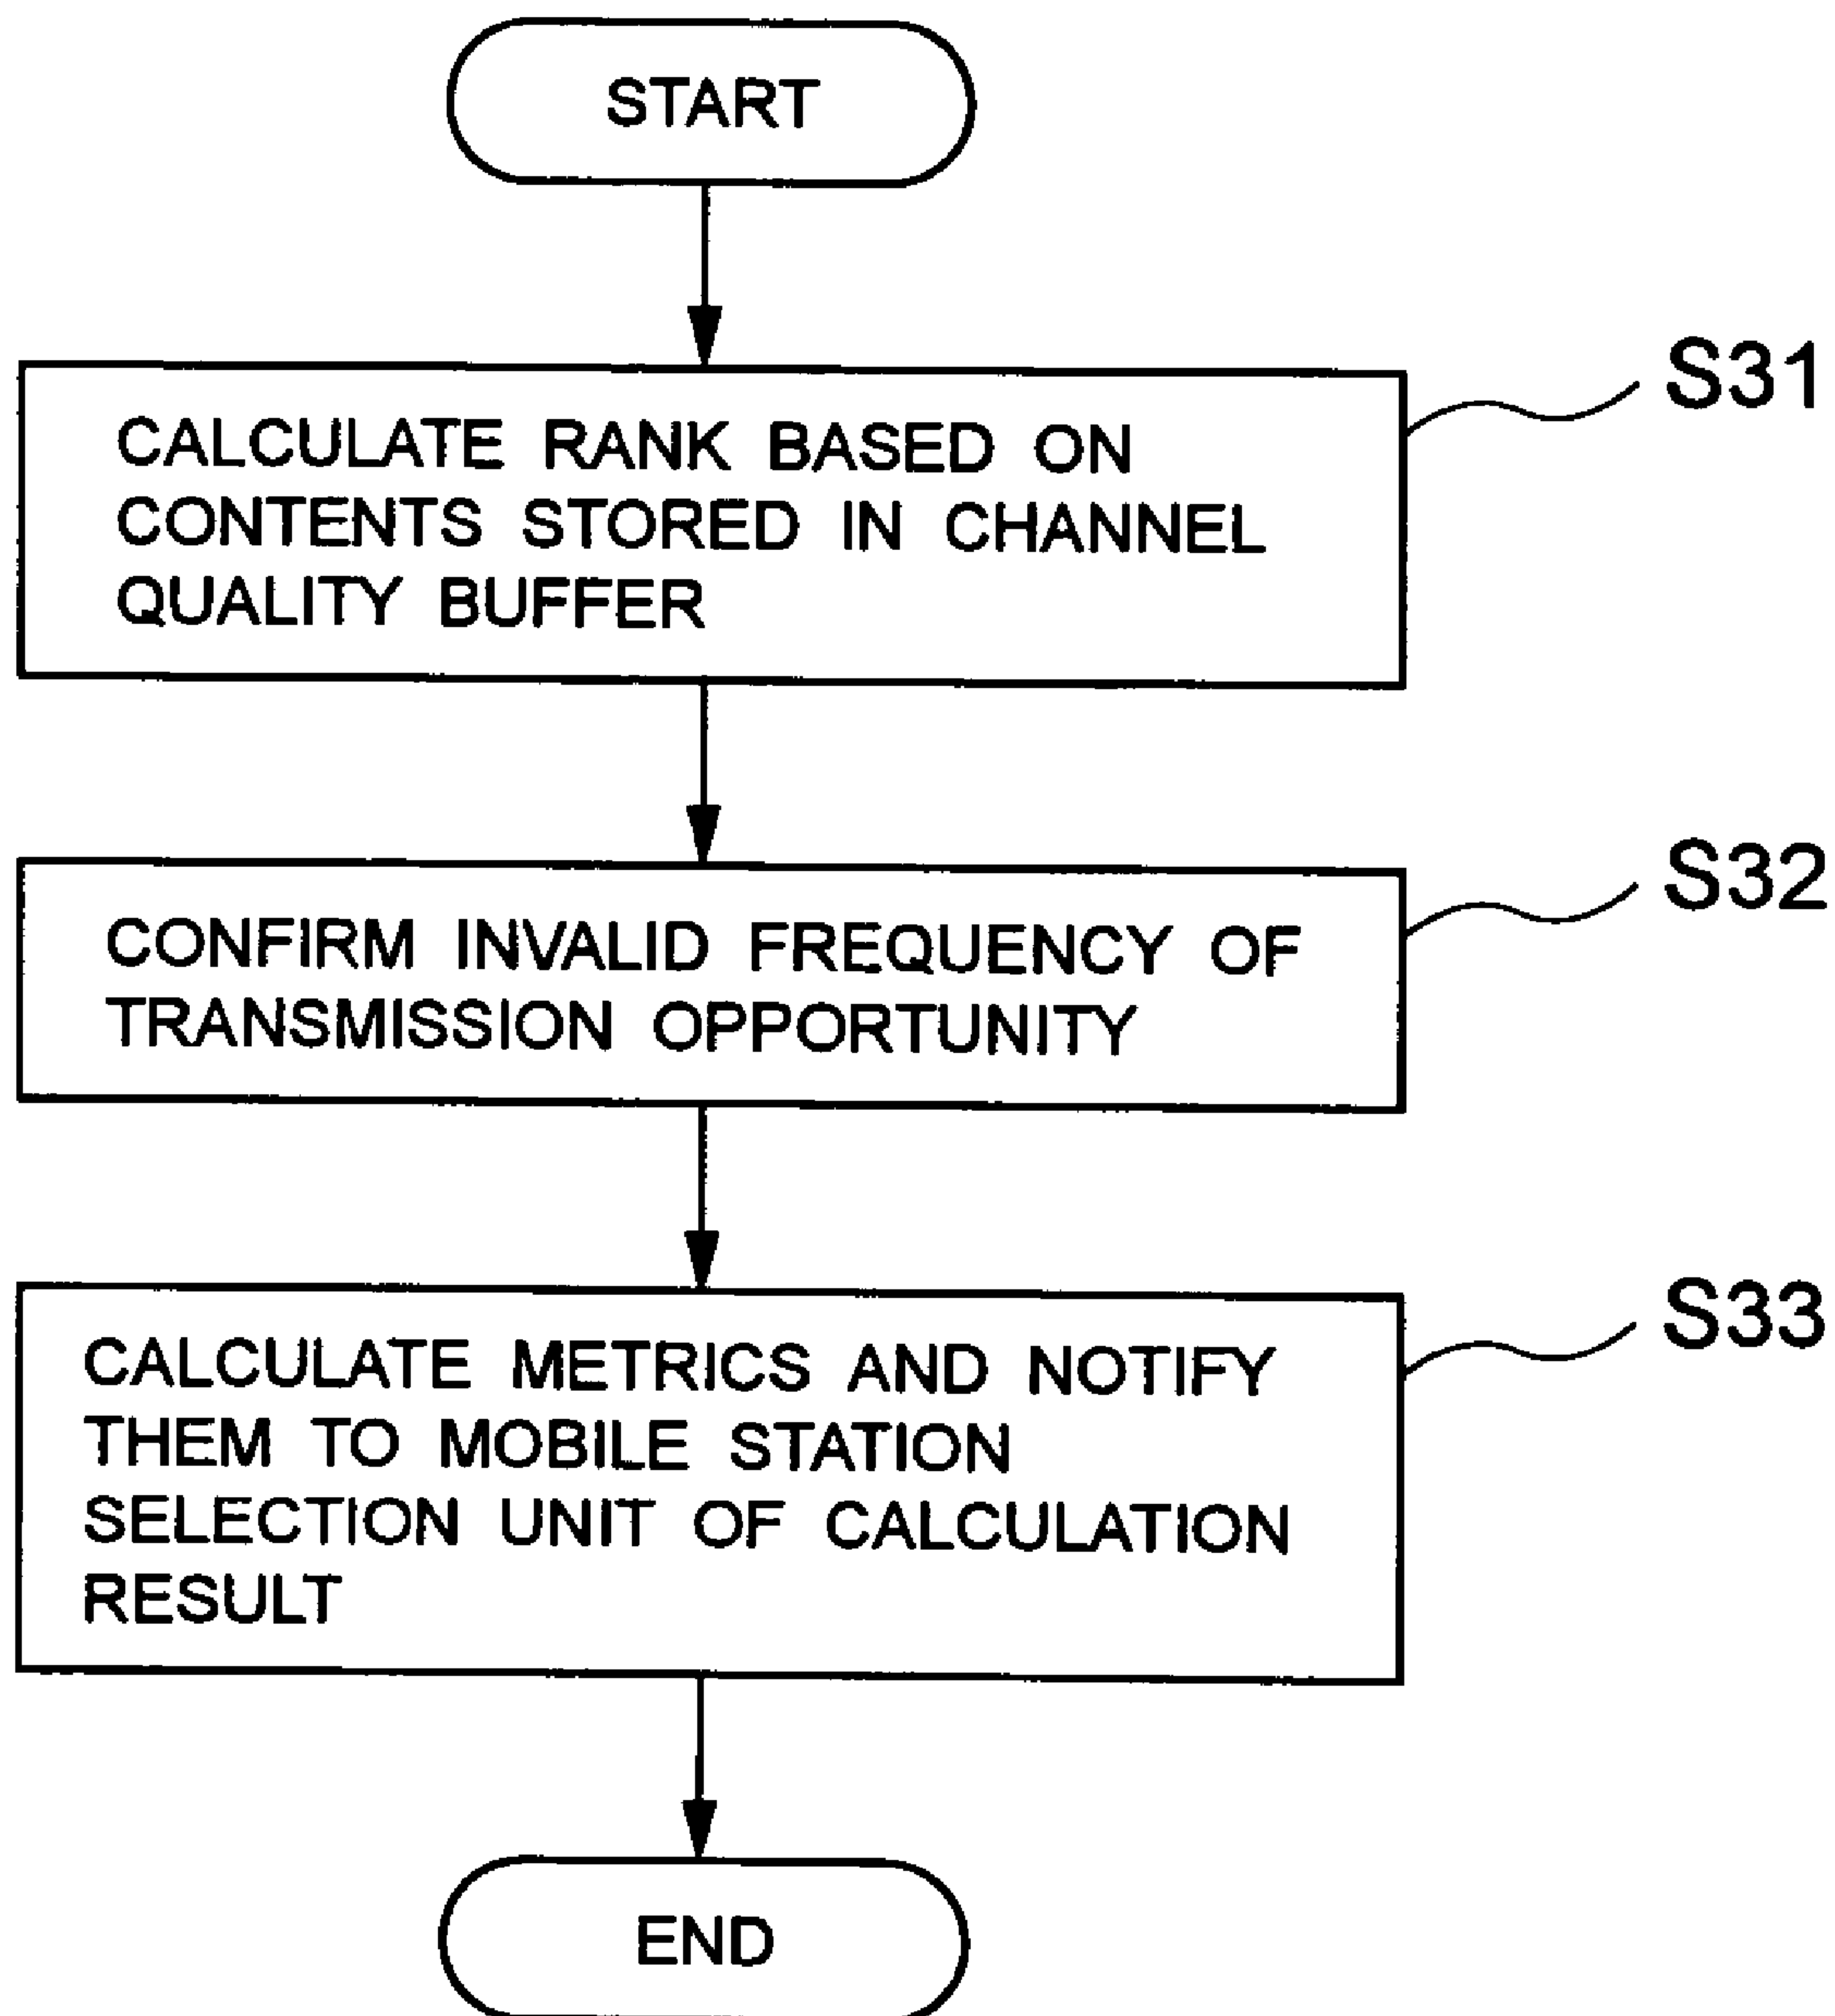 START
S31
CALCULATE RANK BASED ON
CONTENTS STORED IN CHANNEL
QUALITY BUFFER
S32
CONFIRM INVALID FREQUENCY OF
TRANSMISSION OPPORTUNITY
S33
CALCULATE METRICS AND NOTIFY
THEM TO MOBILE STATION
SELECTION UNIT OF CALCULATION
RESULT
END